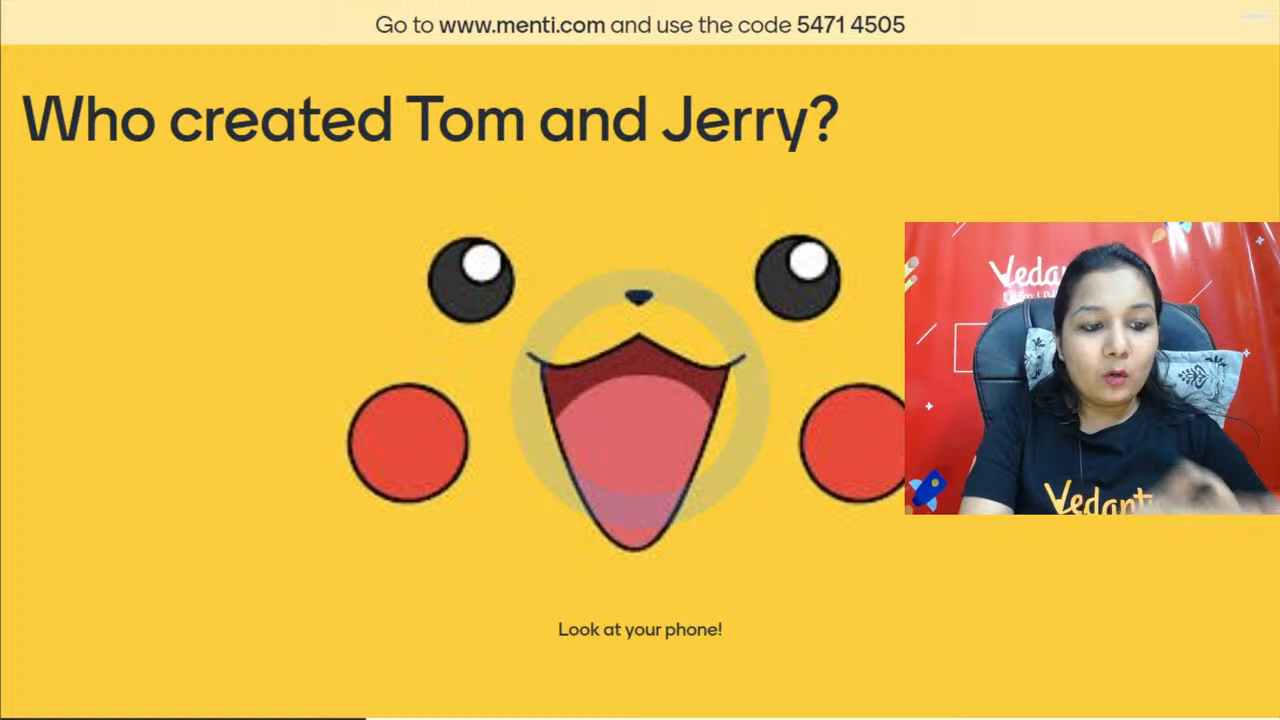 Go to www.menti.com and use the code 5471 4505
Who created Tom and Jerry?
Look at your phone!